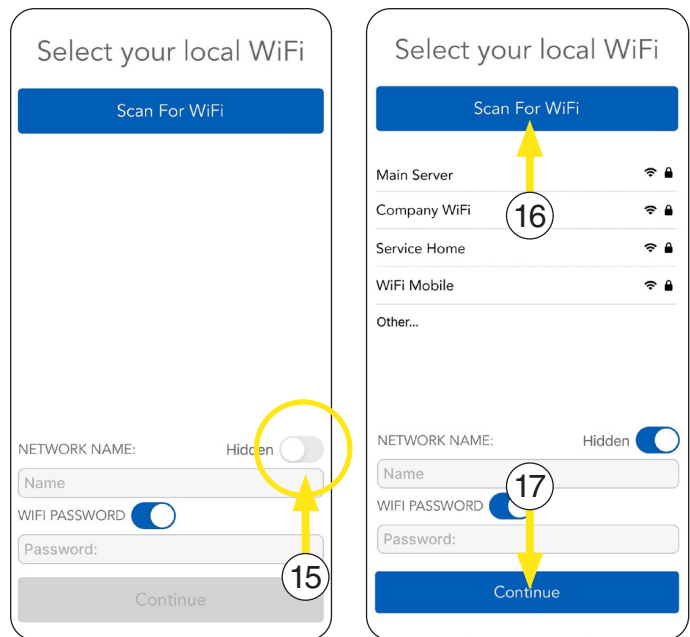 Select your local WiFi
Scan For WiFi
NETWORK NAME:
Hidden
Name
WIFI PASSWORD
Password:
15
Continue
Select your local WiFi
Scan For WiFi
Main Server
Company WiFi
16
Service Home
WiFi Mobile
Other...
NETWORK NAME:
Hidden
Name
17
WIFI PASSWORD
Password:
Continue